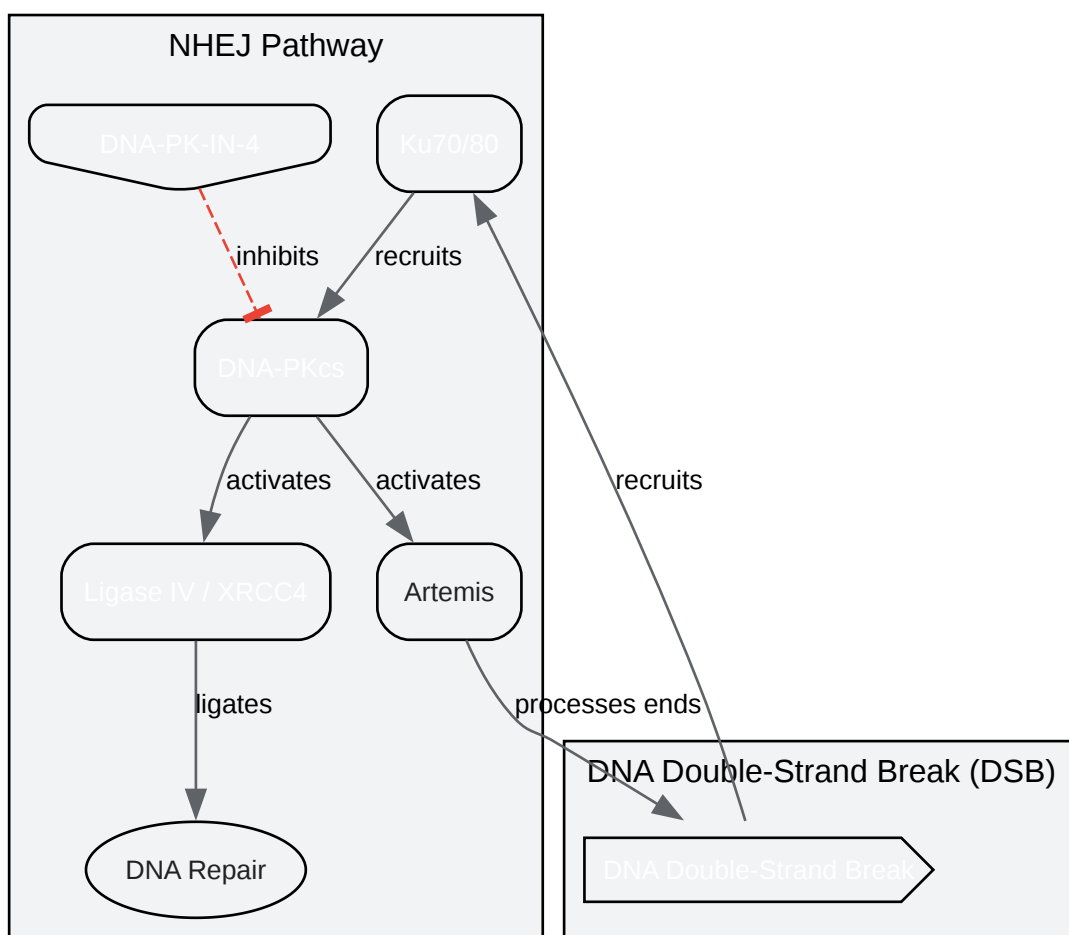 NHEJ Pathway
DNA-PK-IN-4
Ku70/80
inhibits
recruits
DNA-PKcs
activates
activates
recruits
Ligase IV / XRCC4
Artemis
ligates
processes ends
DNA Double-Strand Break (DSB)
DNA Repair
DNA Double-Strand Break